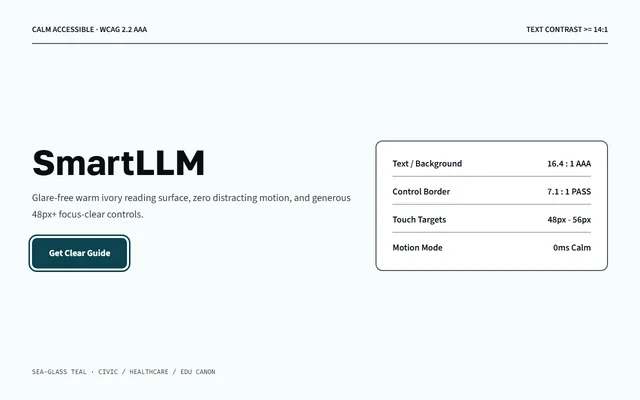 CALM ACCESSIBLE · WCAG 2.2 AAA
TEXT CONTRAST >= 14:1
SmartLLM
Glare-free warm ivory reading surface, zero distracting motion, and generous
48px+ focus-clear controls.
Get Clear Guide
Text / Background 16.4 : 1 AAA
Control Border 7.1 : 1 PASS
Touch Targets 48px - 56px
Motion Mode 0ms Calm
SEA-GLASS TEAL · CIVIC / HEALTHCARE / EDU CANON